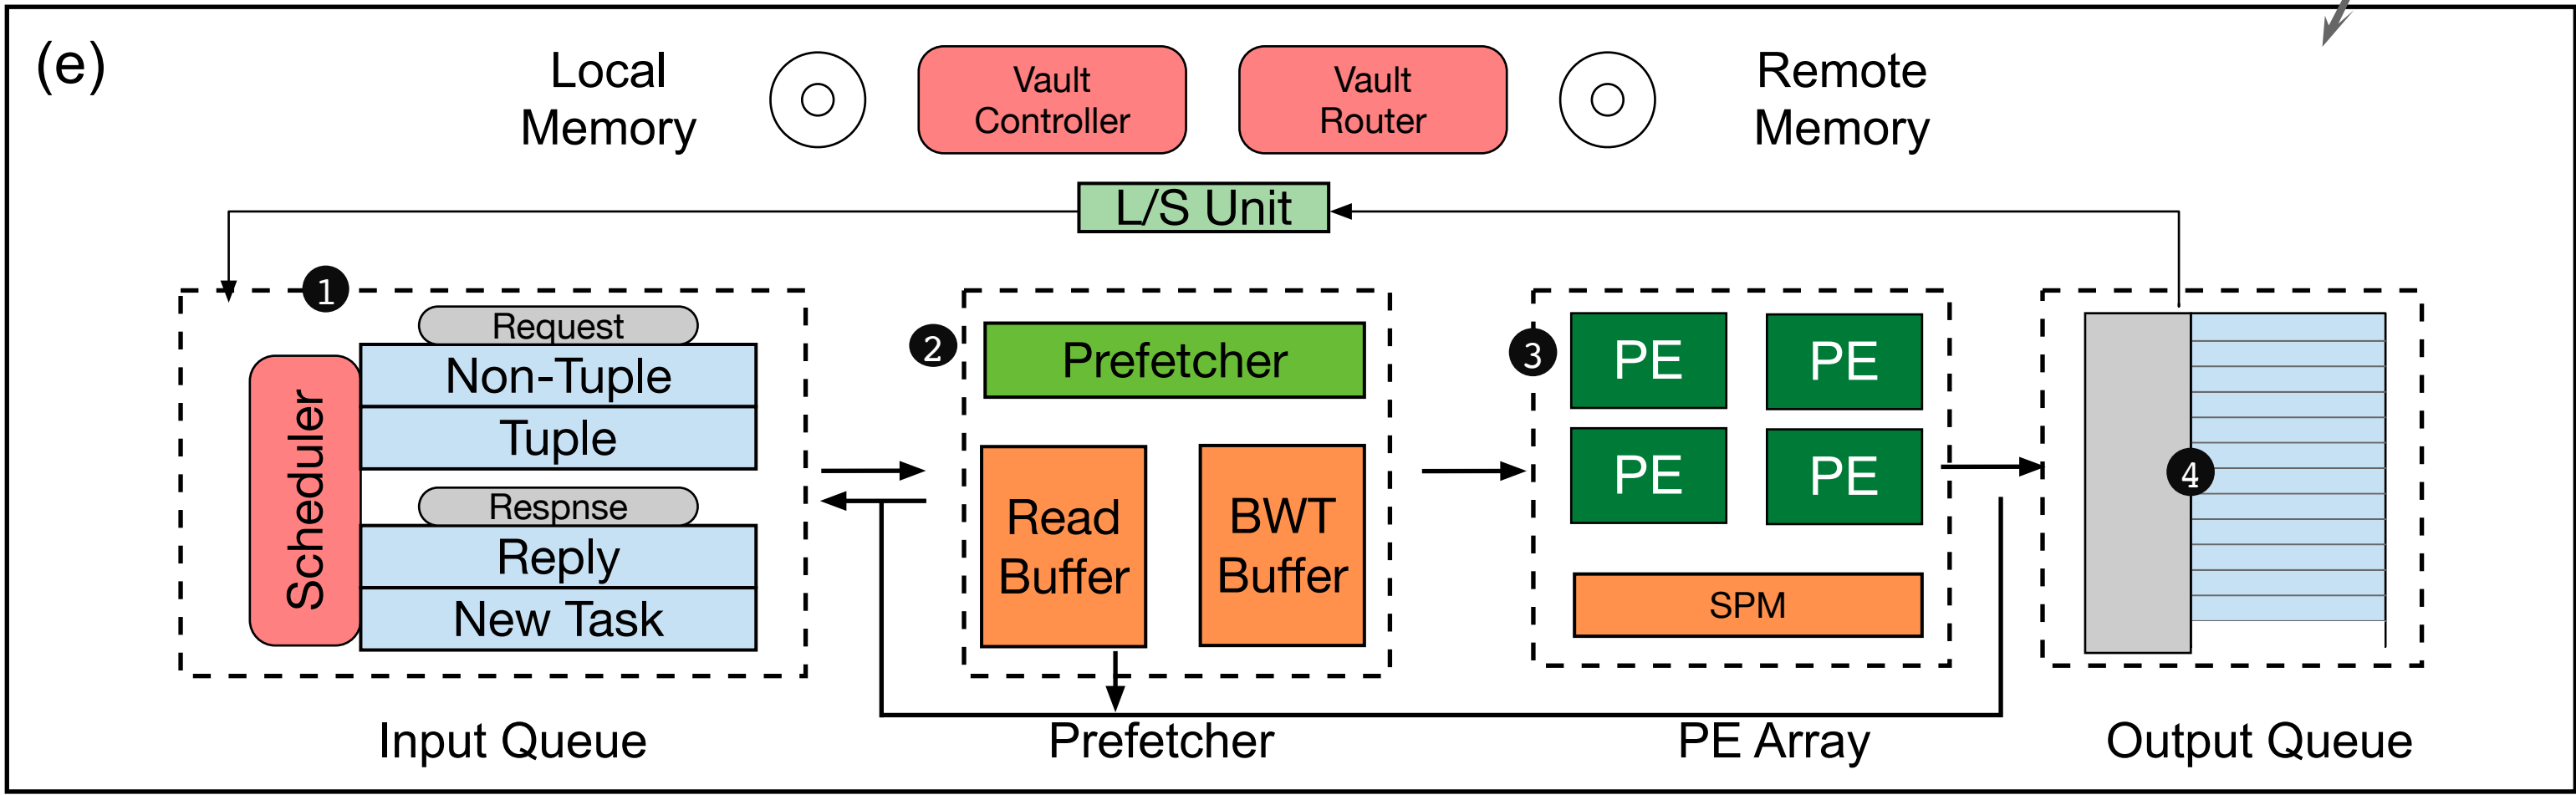 (e)
Local
Memory
Vault
Controller
Vault
Router
Remote
Memory
L/S Unit
1
Request
Non-Tuple
Tuple
Scheduler
Respnse
Reply
New Task
Input Queue
2
Prefetcher
Read
Buffer
BWT
Buffer
Prefetcher
3
PE
PE
PE
PE
SPM
PE Array
4
Output Queue